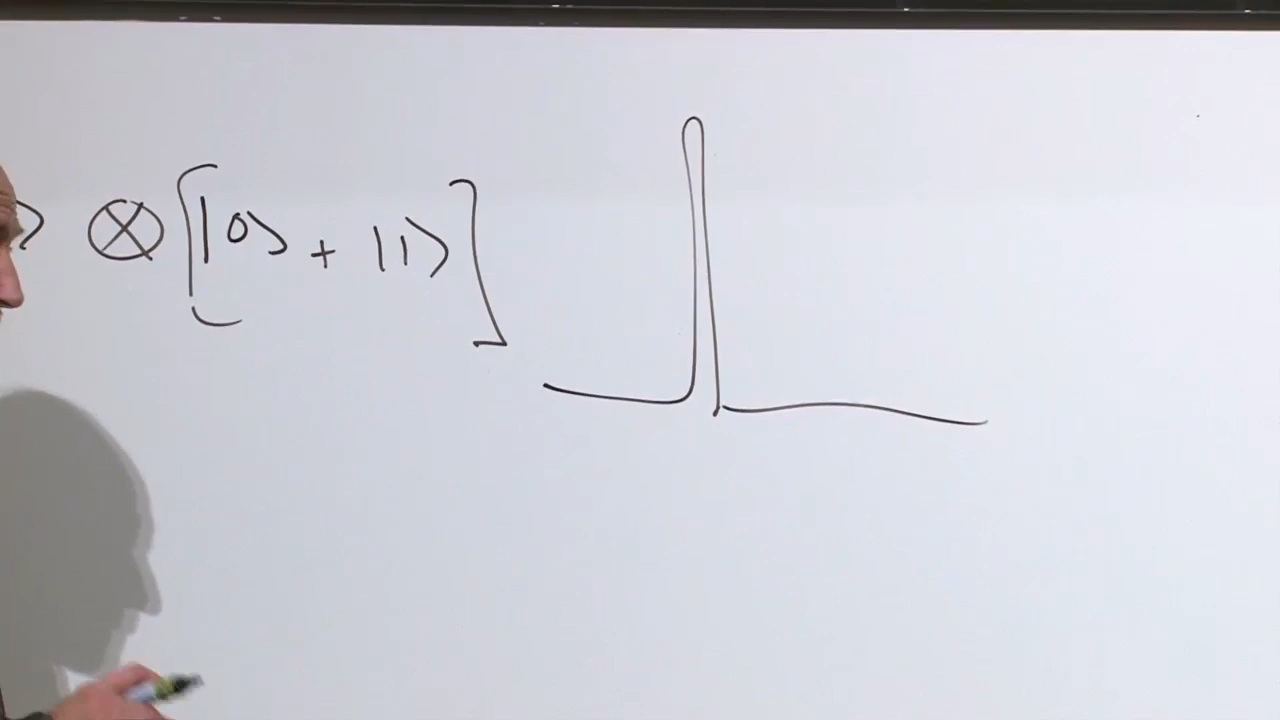 ⟩ ⊗ [|0⟩ + |1⟩]